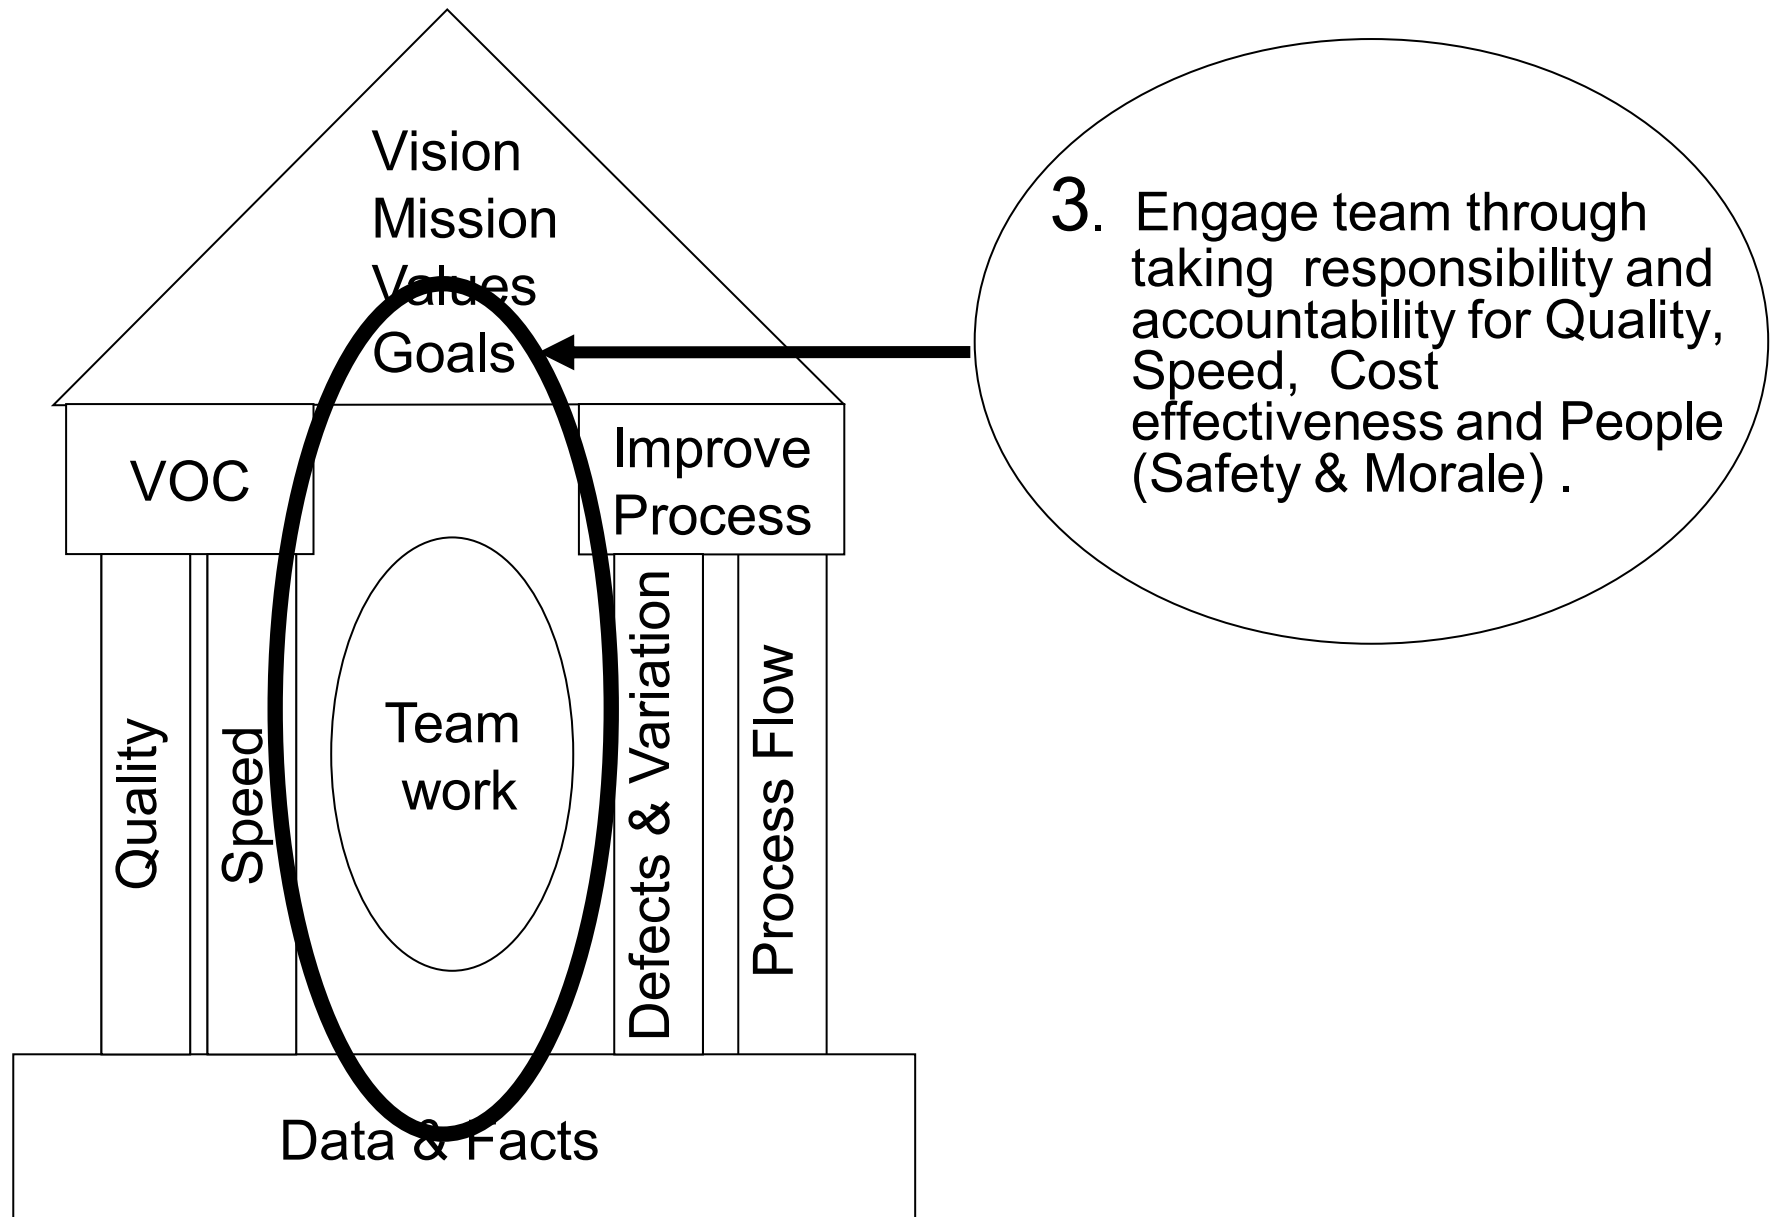 Vision
Mission
Values
Goals
VOC
Improve
Process
Quality
Speed
Team
work
Defects & Variation
Process Flow
Data & Facts
3. Engage team through
taking responsibility and
accountability for Quality,
Speed, Cost
effectiveness and People
(Safety & Morale) .